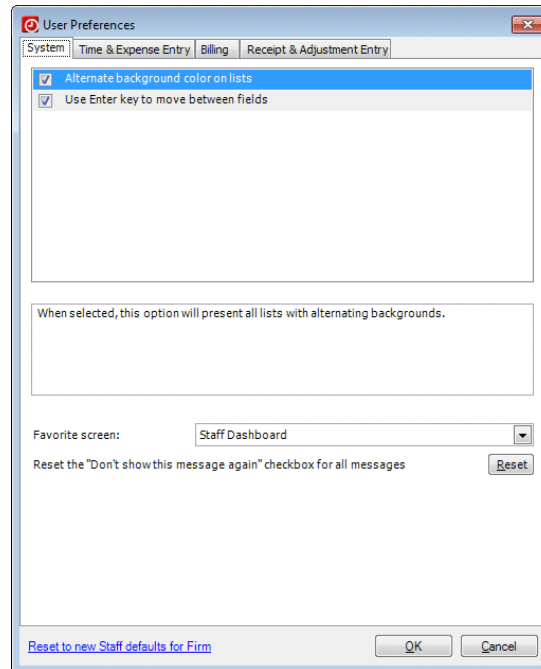 User Preferences
System Time & Expense Entry Billing Receipt & Adjustment Entry
Alternate background color on lists
Use Enter key to move between fields
When selected, this option will present all lists with alternating backgrounds.
Favorite screen: Staff Dashboard
Reset the "Don't show this message again" checkbox for all messages Reset
Reset to new Staff defaults for Firm OK Cancel